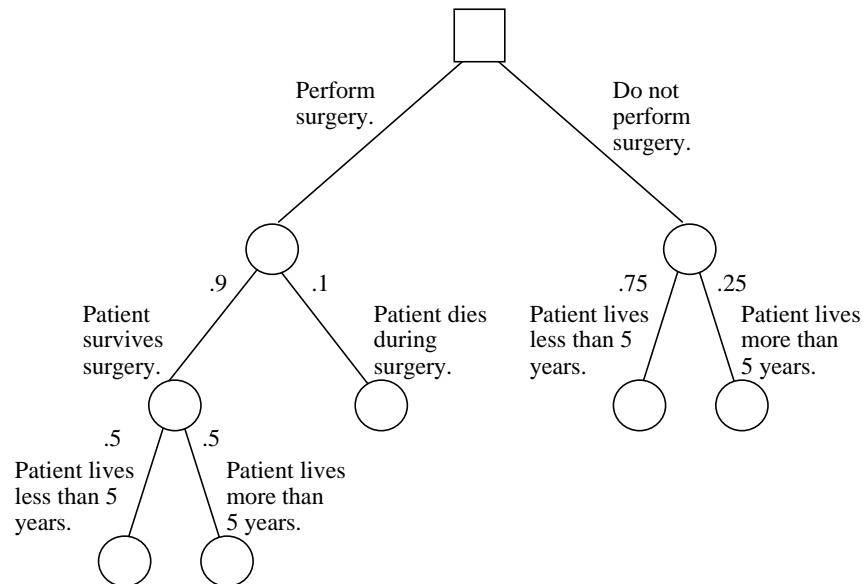 Perform
surgery.
Do not
perform
surgery.
.9
.1
.75
.25
Patient
survives
surgery.
Patient dies
during
surgery.
Patient lives
less than 5
years.
Patient lives
more than
5 years.
.5
.5
Patient lives
less than 5
years.
Patient lives
more than
5 years.